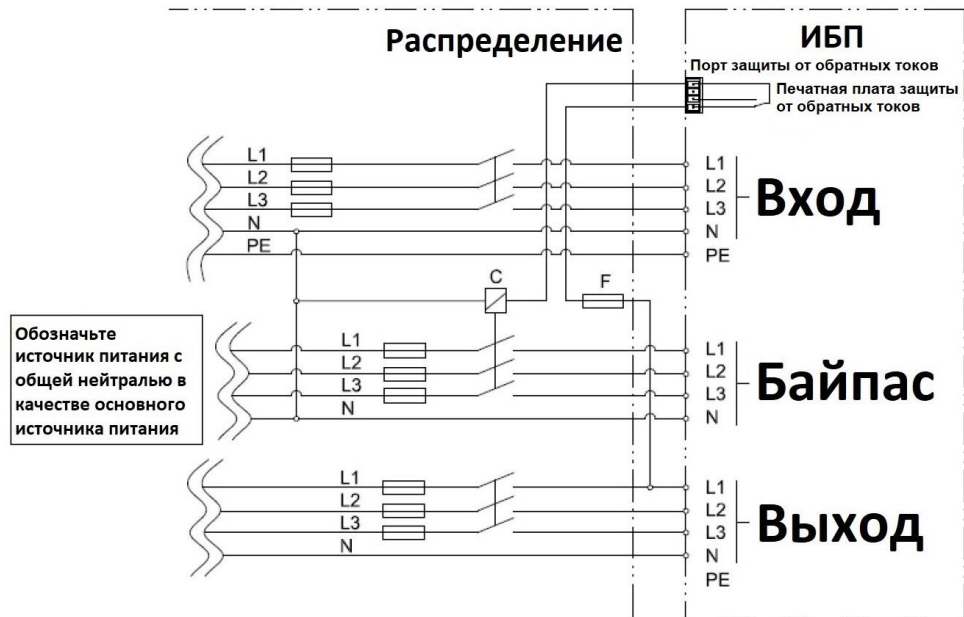 Распределение
ИБП
Порт защиты от обратных токов
Печатная плата защиты
от обратных токов
L1
L2
L3
N
PE
L1
L2
L3
N
PE
Вход
C
F
Обозначьте
источник питания с
общей нейтралью в
качестве основного
источника питания
L1
L2
L3
N
L1
L2
L3
N
Байпас
L1
L2
L3
N
L1
L2
L3
N
PE
Выход